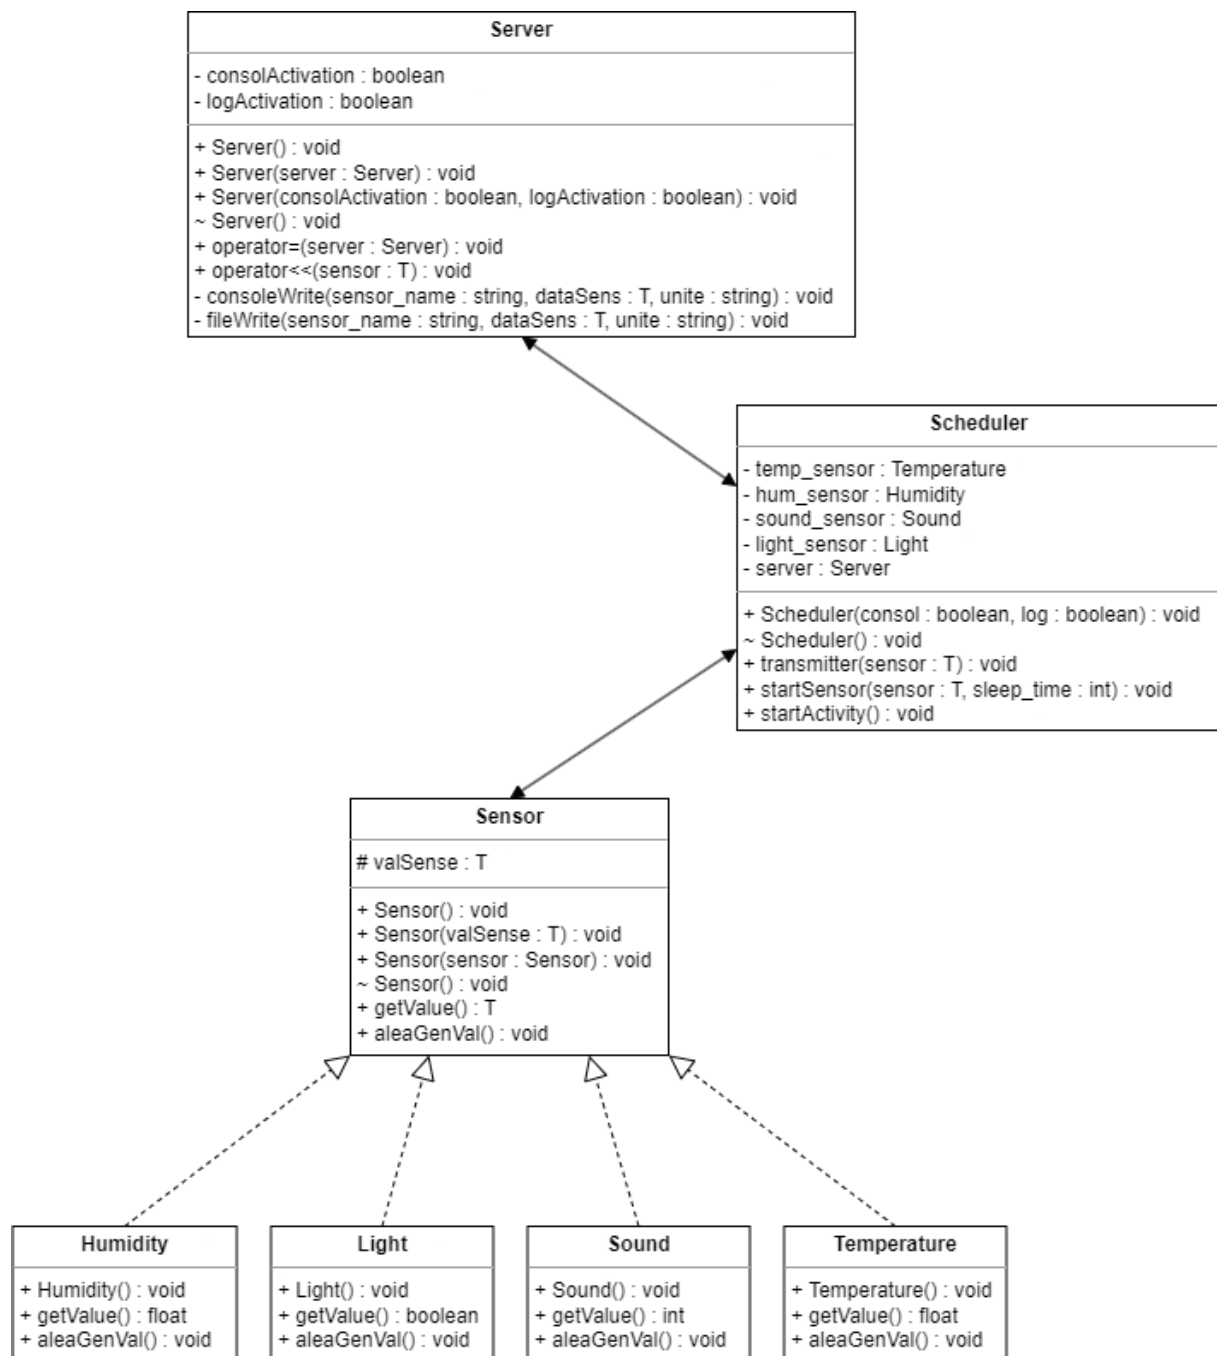 Server
- consolActivation : boolean
- logActivation : boolean
+ Server() : void
+ Server(server : Server) : void
+ Server(consolActivation : boolean, logActivation : boolean) : void
~ Server() : void
+ operator=(server : Server) : void
+ operator<<(sensor : T) : void
- consoleWrite(sensor_name : string, dataSens : T, unite : string) : void
- fileWrite(sensor_name : string, dataSens : T, unite : string) : void
Scheduler
- temp_sensor : Temperature
- hum_sensor : Humidity
- sound_sensor : Sound
- light_sensor : Light
- server : Server
+ Scheduler(consol : boolean, log : boolean) : void
~ Scheduler() : void
+ transmitter(sensor : T) : void
+ startSensor(sensor : T, sleep_time : int) : void
+ startActivity() : void
Sensor
# valSense : T
+ Sensor() : void
+ Sensor(valSense : T) : void
+ Sensor(sensor : Sensor) : void
~ Sensor() : void
+ getValue() : T
+ aleaGenVal() : void
Humidity
+ Humidity() : void
+ getValue() : float
+ aleaGenVal() : void
Light
+ Light() : void
+ getValue() : boolean
+ aleaGenVal() : void
Sound
+ Sound() : void
+ getValue() : int
+ aleaGenVal() : void
Temperature
+ Temperature() : void
+ getValue() : float
+ aleaGenVal() : void